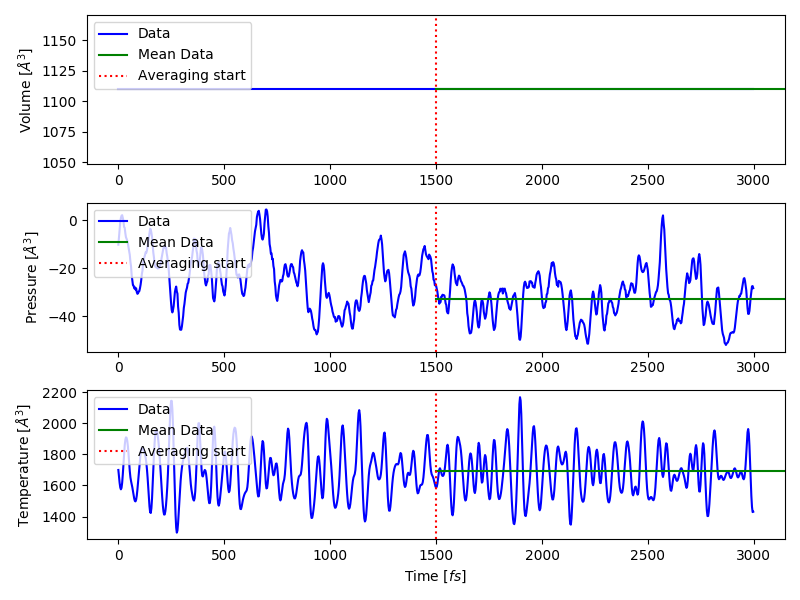 Volume [Å³]
1150
1125
1100
1075
1050
Data
Mean Data
Averaging start
0 500 1000 1500 2000 2500 3000
Pressure [Å³]
0
−20
−40
Data
Mean Data
Averaging start
0 500 1000 1500 2000 2500 3000
Temperature [Å³]
2200
2000
1800
1600
1400
Data
Mean Data
Averaging start
0 500 1000 1500 2000 2500 3000
Time [fs]